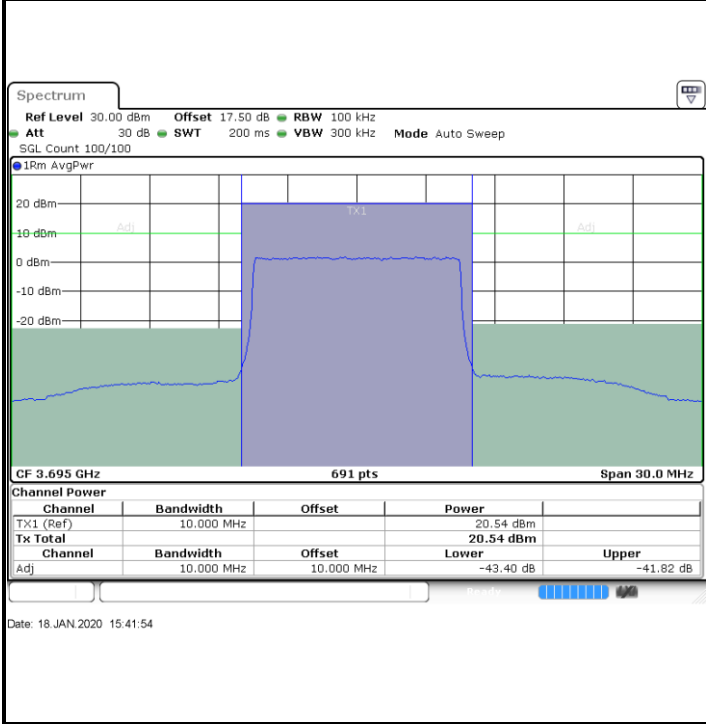 Spectrum
Ref Level 30.00 dBm Offset 17.50 dB RBW 100 kHz
Att 30 dB SWT 200 ms VBW 300 kHz Mode Auto Sweep
SGL Count 100/100
1Rm AvgPwr
20 dBm
TX1
Adj
Adj
10 dBm
0 dBm
-10 dBm
-20 dBm
CF 3.695 GHz 691 pts Span 30.0 MHz
Channel Power
Channel Bandwidth Offset Power
TX1 (Ref) 10.000 MHz 20.54 dBm
Tx Total 20.54 dBm
Channel Bandwidth Offset Lower Upper
Adj 10.000 MHz 10.000 MHz -43.40 dB -41.82 dB
Ready
Date: 18.JAN.2020 15:41:54